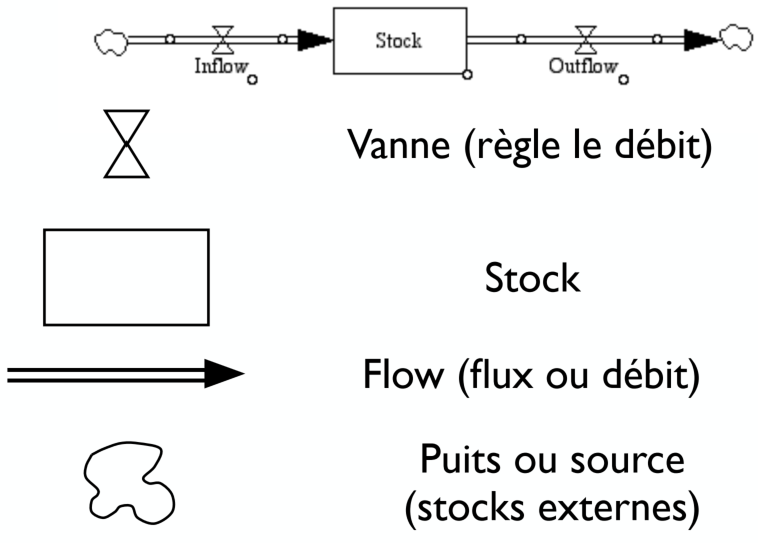 Stock
Inflow
Outflow
Vanne (règle le débit)
Stock
Flow (flux ou débit)
Puits ou source
(stocks externes)